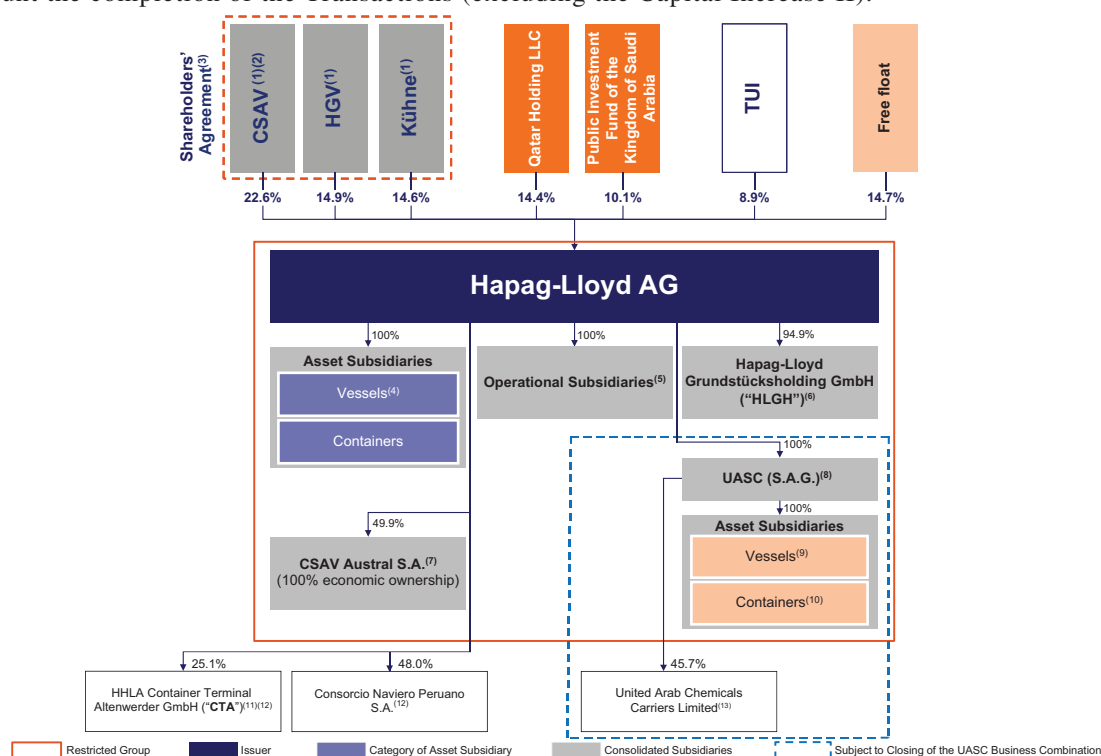 unt the completion of the Transactions (excluding the Capital Increase II).
Shareholders'
Agreement(3)
CSAV (1)(2)
HGV(1)
Kühne(1)
Qatar Holding LLC
Public Investment
Fund of the
Kingdom of Saudi
Arabia
TUI
Free float
22.6%
14.9%
14.6%
14.4%
10.1%
8.9%
14.7%
Hapag-Lloyd AG
100%
100%
94.9%
Asset Subsidiaries
Vessels(4)
Containers
Operational Subsidiaries(5)
Hapag-Lloyd
Grundstücksholding GmbH
(“HLGH”)(6)
100%
UASC (S.A.G.)(8)
100%
Asset Subsidiaries
Vessels(9)
Containers(10)
49.9%
CSAV Austral S.A.(7)
(100% economic ownership)
25.1%
48.0%
45.7%
HHLA Container Terminal
Altenwerder GmbH (“CTA”)(11)(12)
Consorcio Naviero Peruano
S.A.(12)
United Arab Chemicals
Carriers Limited(13)
Restricted Group
Issuer
Category of Asset Subsidiary
Consolidated Subsidiaries
Subject to Closing of the UASC Business Combination